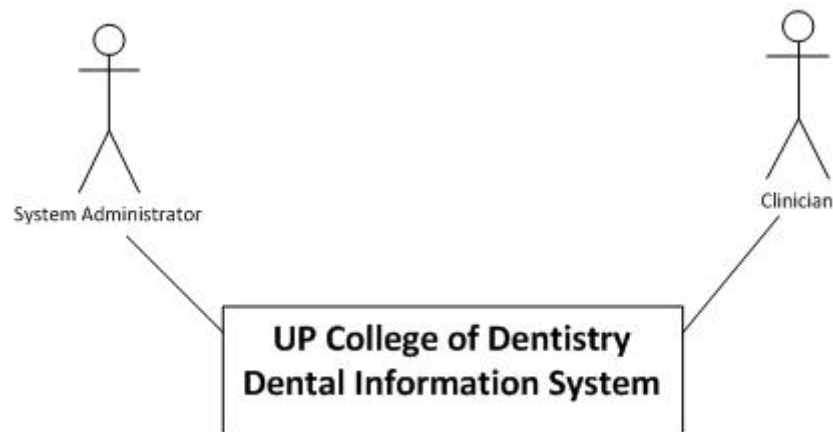 System Administrator
Clinician
UP College of Dentistry
Dental Information System